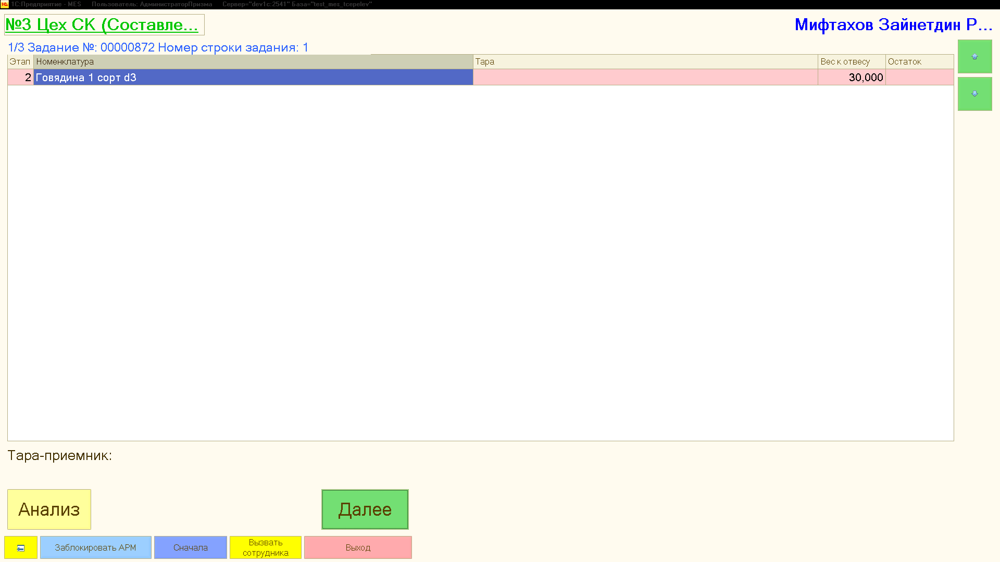 1С:Предприятие - MES Пользователь: АдминистраторПризма Сервер="dev1c:2541" База="test_mes_tcepelev"
№3 Цех СК (Составле...
Мифтахов Зайнетдин Р...
1/3 Задание №: 00000872 Номер строки задания: 1
Этап Номенклатура Тара Вес к отвесу Остаток
2 Говядина 1 сорт d3 30,000
Тара-приемник:
Анализ
Далее
Заблокировать АРМ
Сначала
Вызвать
сотрудника
Выход